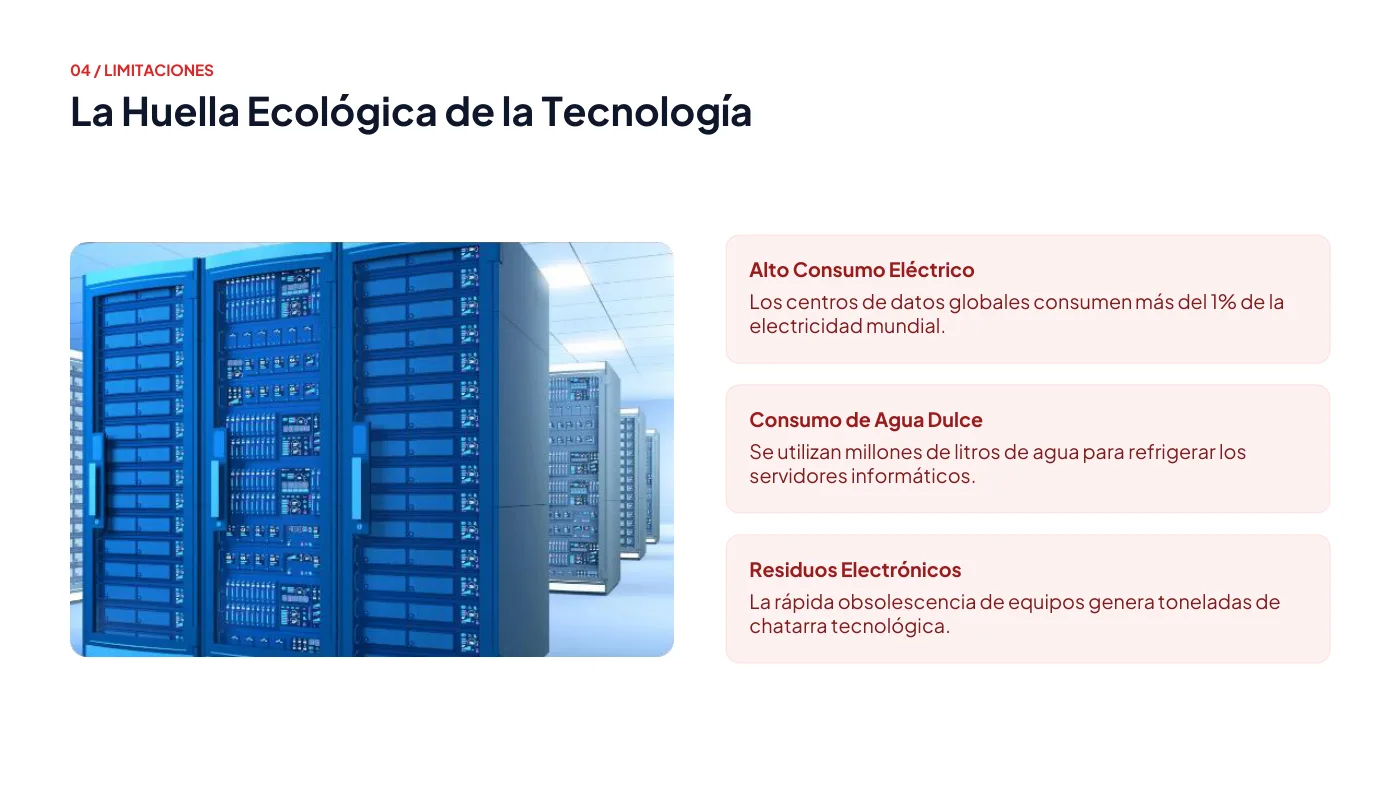 04 / LIMITACIONES
La Huella Ecológica de la Tecnología
Alto Consumo Eléctrico
Los centros de datos globales consumen más del 1% de la
electricidad mundial.
Consumo de Agua Dulce
Se utilizan millones de litros de agua para refrigerar los
servidores informáticos.
Residuos Electrónicos
La rápida obsolescencia de equipos genera toneladas de
chatarra tecnológica.